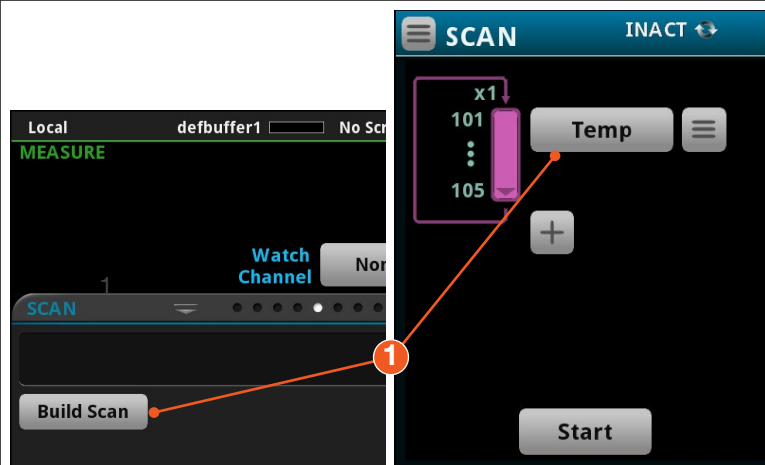 Local defbuffer1 No Scr
MEASURE
Watch
Channel
Nor
1
SCAN
Build Scan
1
SCAN
INACT
x1
101
105
Temp
Start